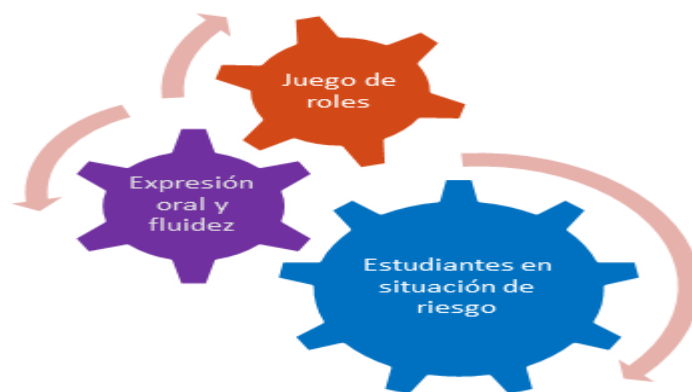 Juego de
roles
Expresión
oral y
fluidez
Estudiantes en
situación de
riesgo